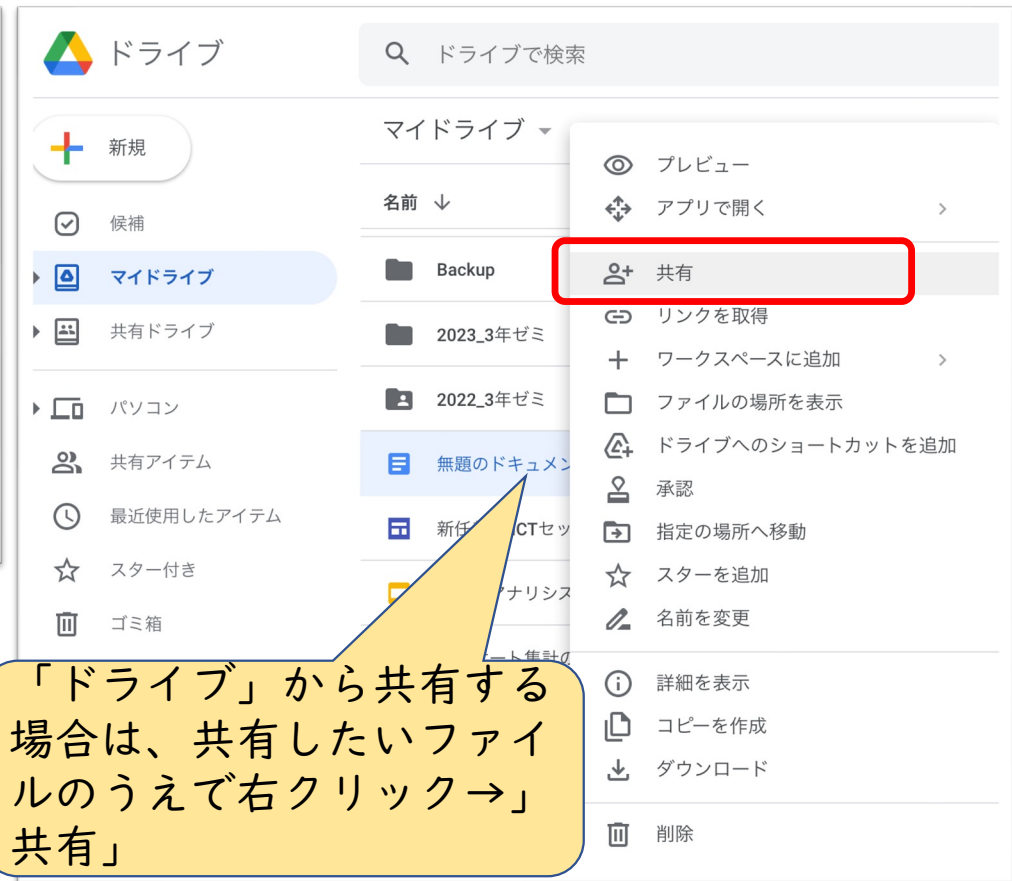 ドライブ
ドライブで検索
新規
候補
マイドライブ
共有ドライブ
パソコン
共有アイテム
最近使用したアイテム
スター付き
ゴミ箱
マイドライブ
名前
Backup
2023_3年ゼミ
2022_3年ゼミ
無題のドキュメン
新任 CTセッ
ナリシス
ート集計の
プレビュー
アプリで開く
共有
リンクを取得
ワークスペースに追加
ファイルの場所を表示
ドライブへのショートカットを追加
承認
指定の場所へ移動
スターを追加
名前を変更
詳細を表示
コピーを作成
ダウンロード
削除
「ドライブ」から共有する
場合は、共有したいファイ
ルのうえで右クリック→」
共有」